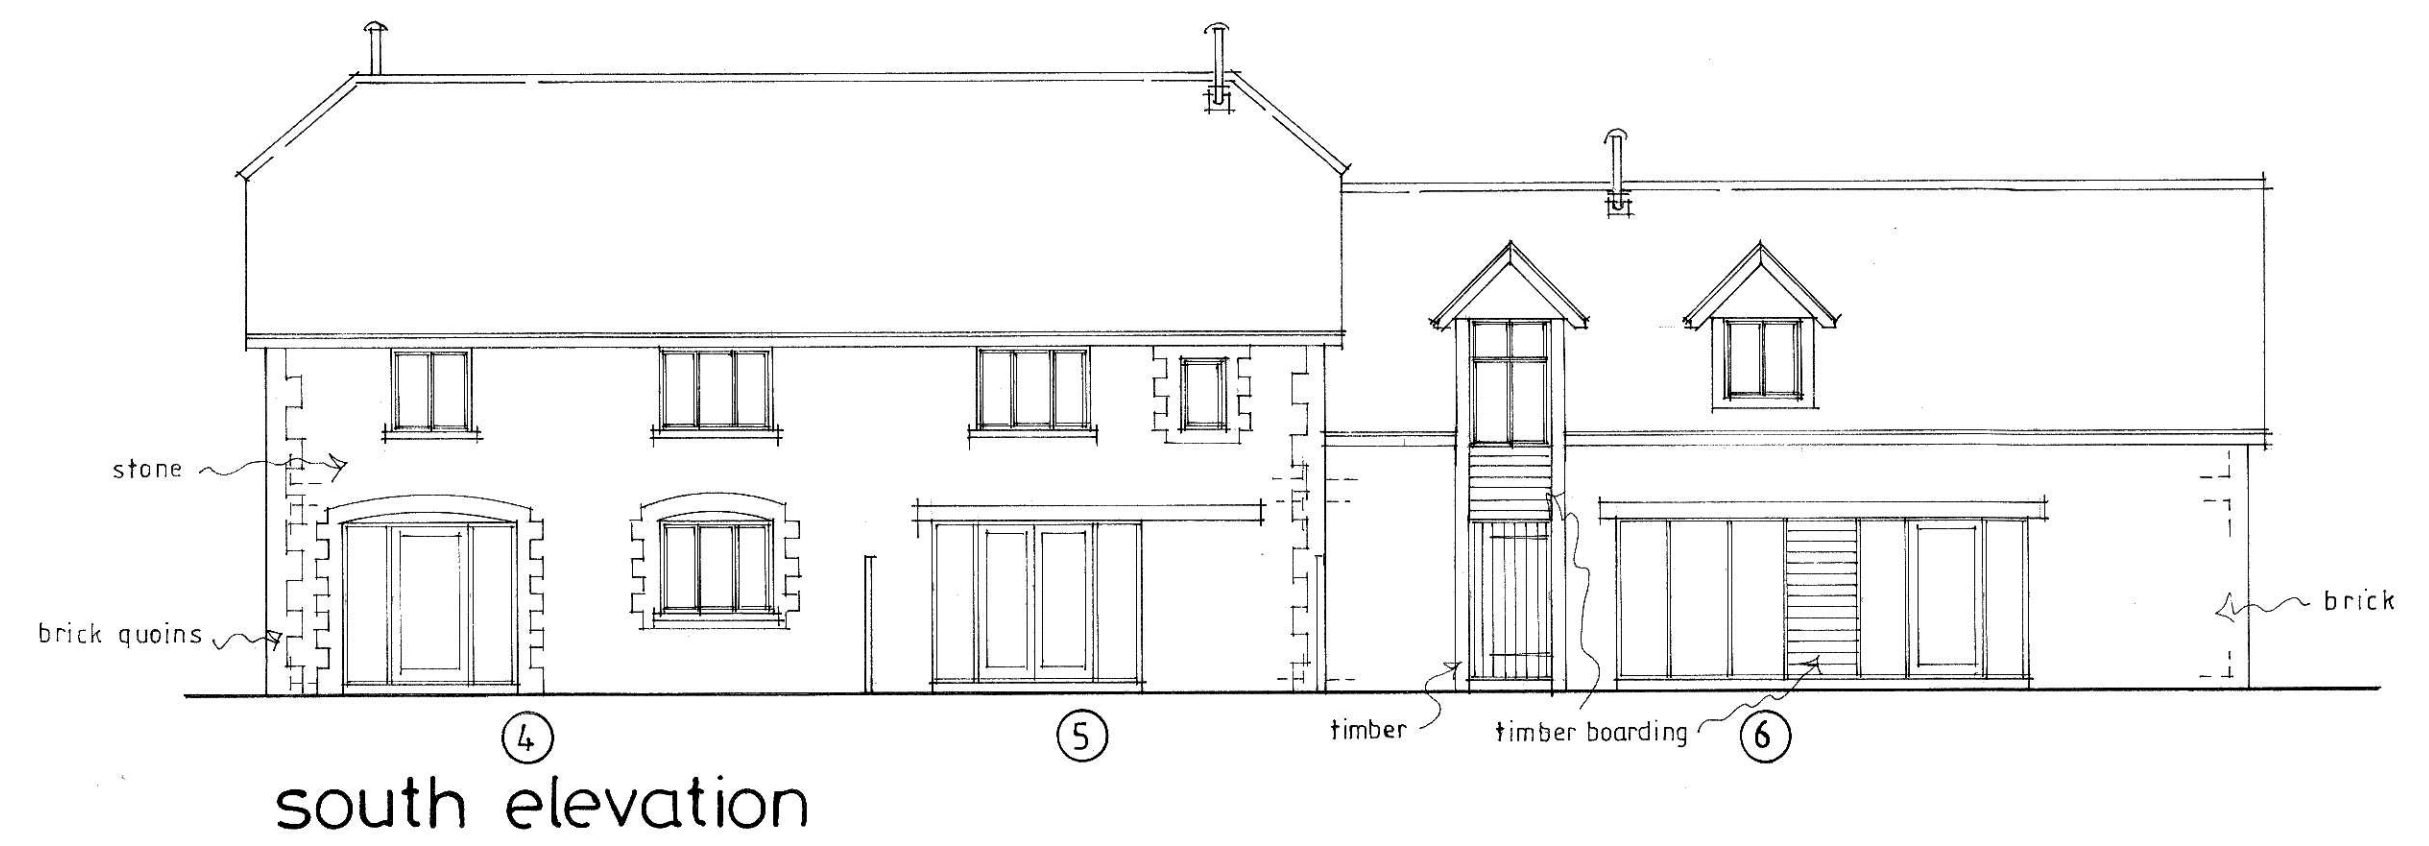 stone
brick quoins
brick
timber
timber boarding
4
5
6
south elevation